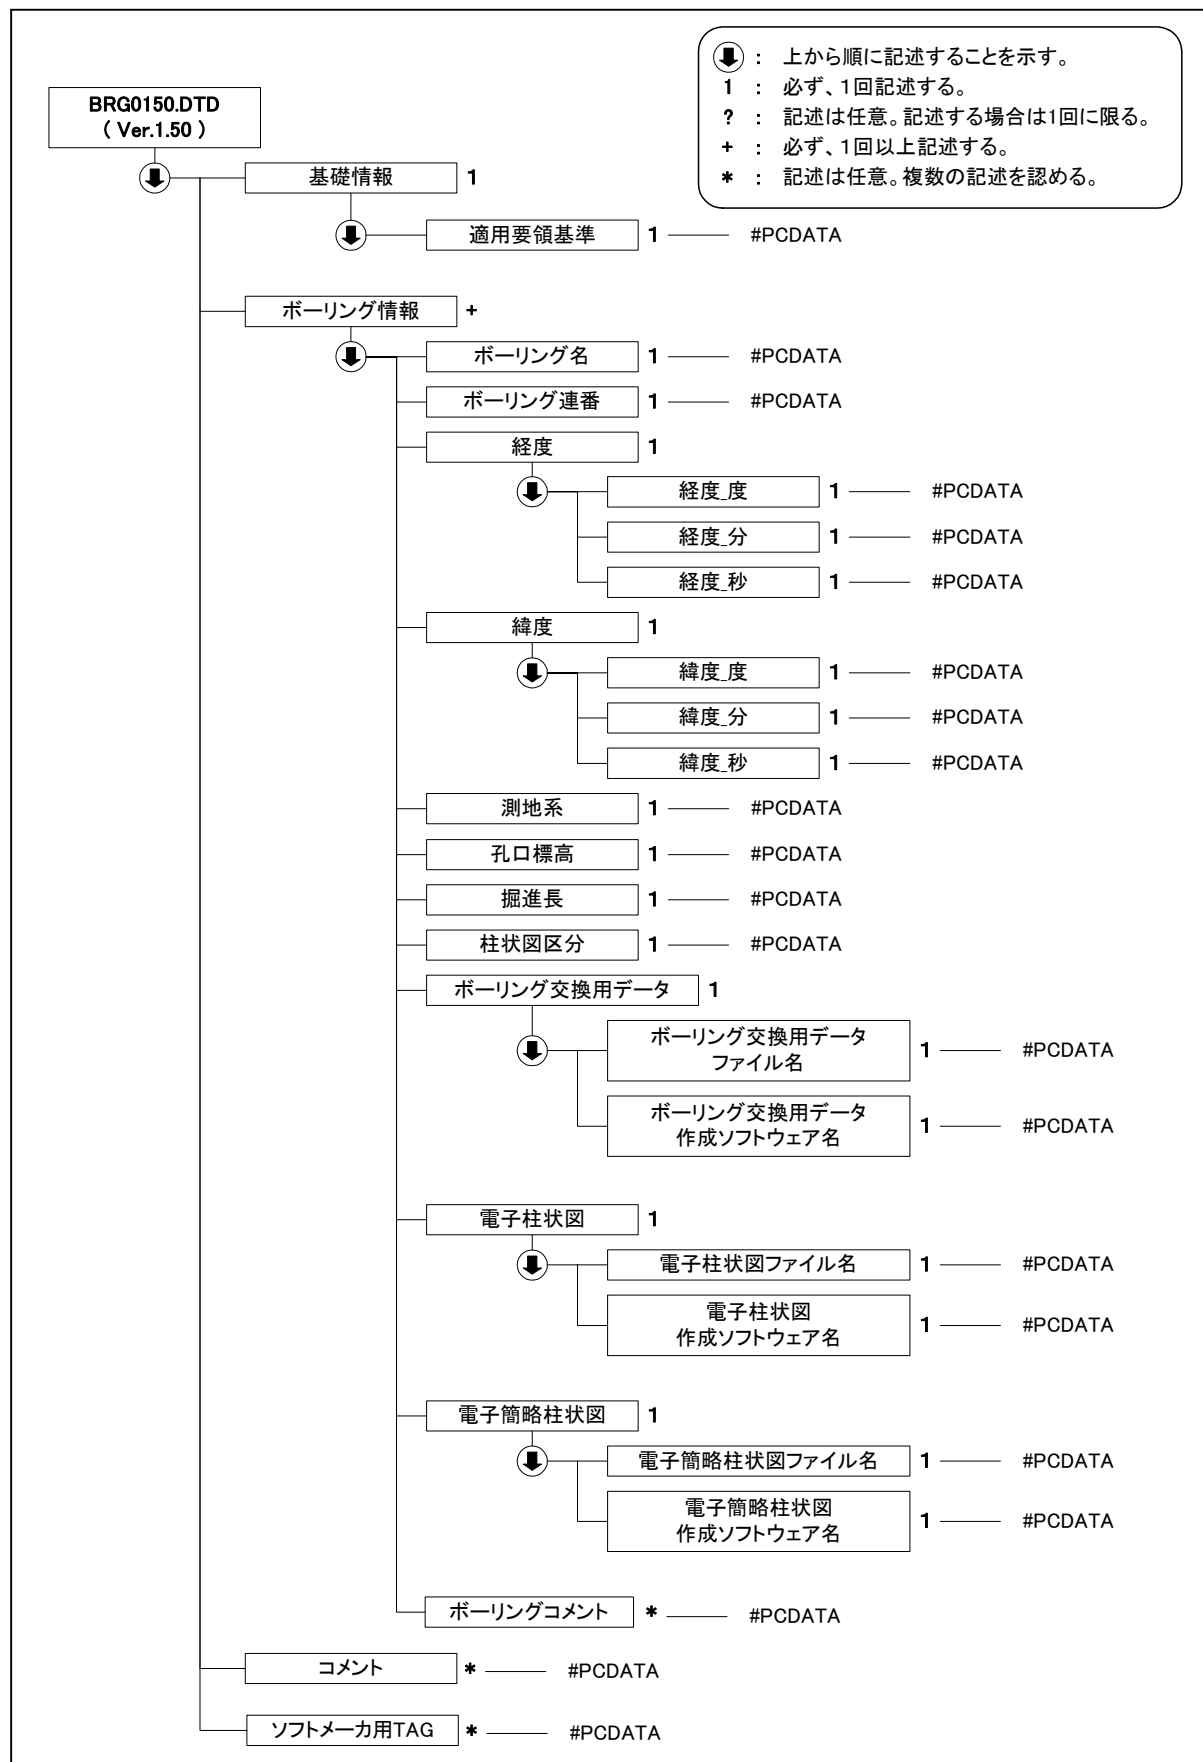 ⬇ : 上から順に記述することを示す。
1 : 必ず、1回記述する。
? : 記述は任意。記述する場合は1回に限る。
+ : 必ず、1回以上記述する。
* : 記述は任意。複数の記述を認める。
BRG0150.DTD
( Ver.1.50 )
基礎情報 1
適用要領基準 1 #PCDATA
ボーリング情報 +
ボーリング名 1 #PCDATA
ボーリング連番 1 #PCDATA
経度 1
経度_度 1 #PCDATA
経度_分 1 #PCDATA
経度_秒 1 #PCDATA
緯度 1
緯度_度 1 #PCDATA
緯度_分 1 #PCDATA
緯度_秒 1 #PCDATA
測地系 1 #PCDATA
孔口標高 1 #PCDATA
掘進長 1 #PCDATA
柱状図区分 1 #PCDATA
ボーリング交換用データ 1
ボーリング交換用データ
ファイル名 1 #PCDATA
ボーリング交換用データ
作成ソフトウェア名 1 #PCDATA
電子柱状図 1
電子柱状図ファイル名 1 #PCDATA
電子柱状図
作成ソフトウェア名 1 #PCDATA
電子簡略柱状図 1
電子簡略柱状図ファイル名 1 #PCDATA
電子簡略柱状図
作成ソフトウェア名 1 #PCDATA
ボーリングコメント * #PCDATA
コメント * #PCDATA
ソフトメーカ用TAG * #PCDATA